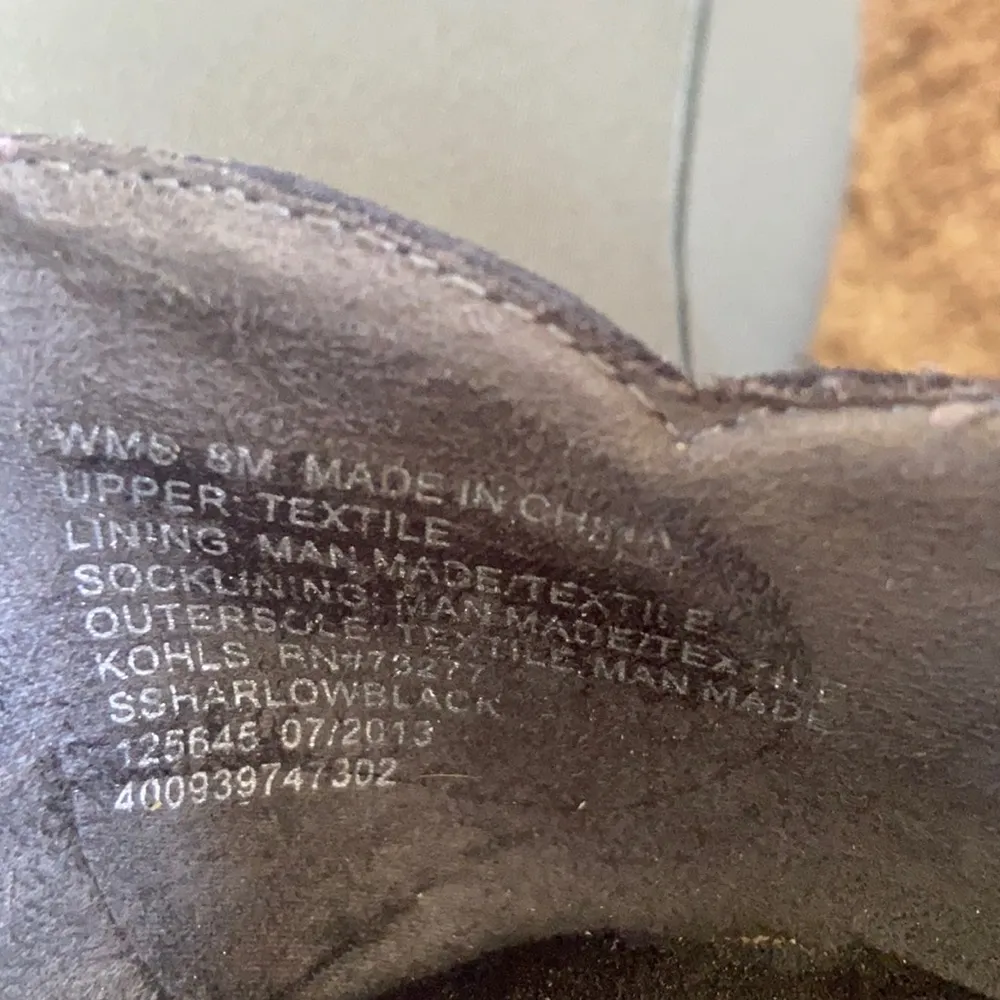 WMS 8M MADE IN CHINA
UPPER: TEXTILE
LINING: MAN MADE/TEXTILE
SOCKLINING: MAN MADE/TEXTILE
OUTERSOLE: TEXTILE MAN MADE
KOHLS RN#73277
SSHARLOWBLACK
125645 07/2013
400939747302